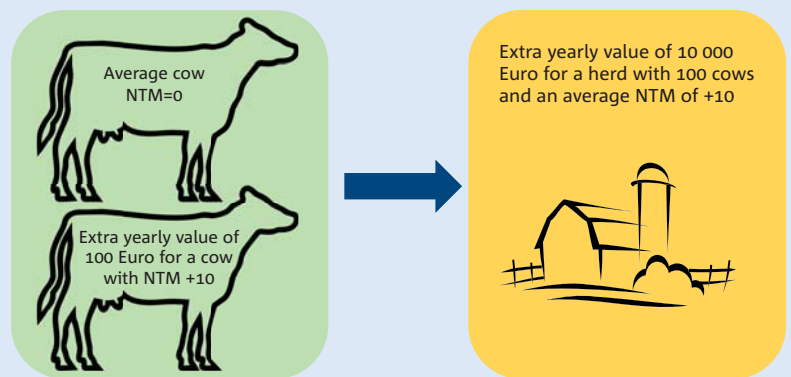 Average cow
NTM=0
Extra yearly value of
100 Euro for a cow
with NTM +10
Extra yearly value of 10 000
Euro for a herd with 100 cows
and an average NTM of +10